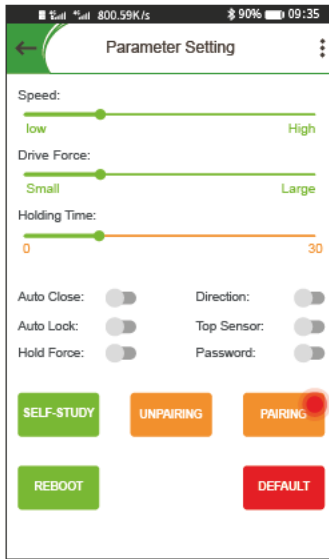 800.59K/s 90% 09:35
Parameter Setting
Speed:
low High
Drive Force:
Small Large
Holding Time:
0 30
Auto Close: Direction:
Auto Lock: Top Sensor:
Hold Force: Password:
SELF-STUDY UNPAIRING PAIRING
REBOOT DEFAULT